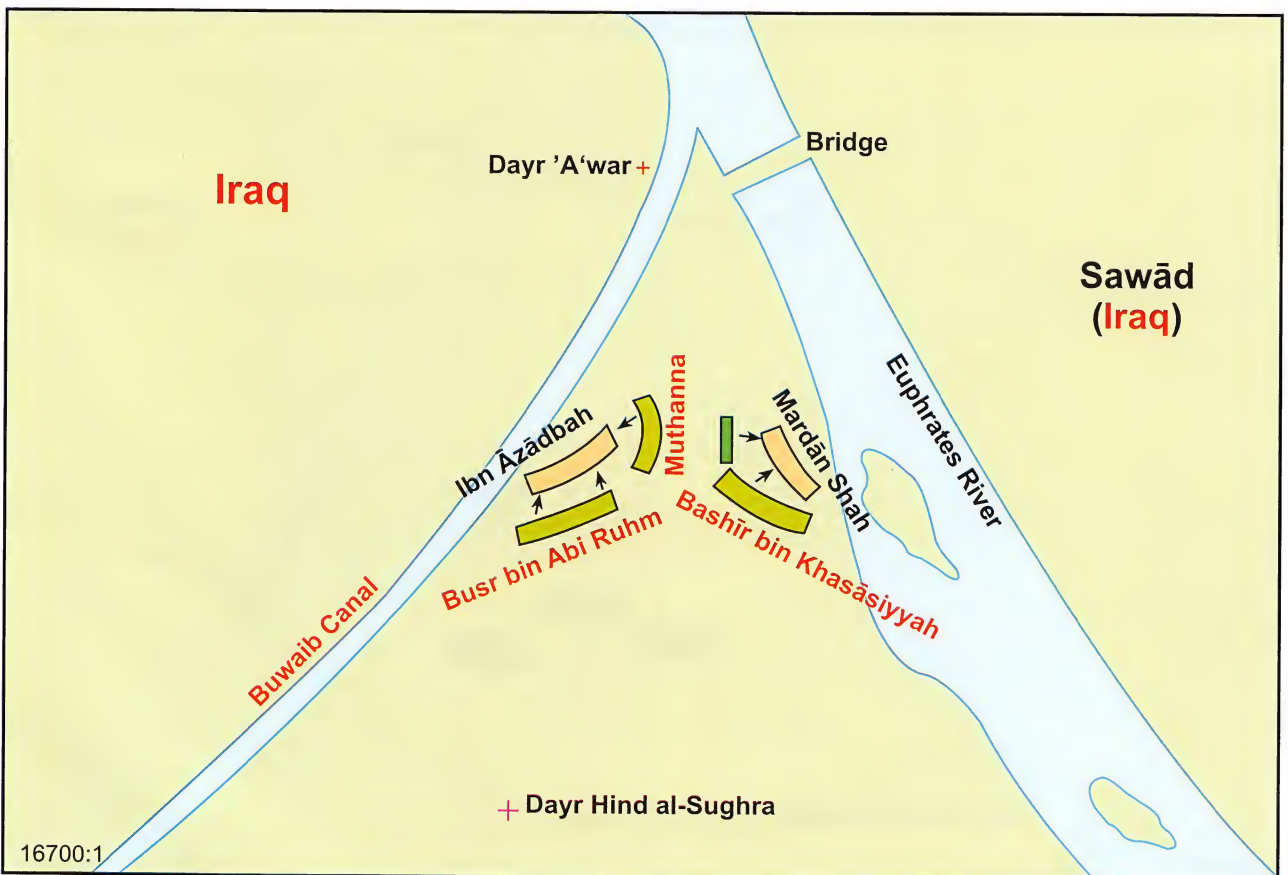 Bridge
Dayr ’A‘war
Iraq
Sawād
(Iraq)
Euphrates River
Muthanna
Mardān Shah
Ibn Āzādbah
Bashīr bin Khasāsiyyah
Busr bin Abi Ruhm
Buwaib Canal
Dayr Hind al-Sughra
16700:1